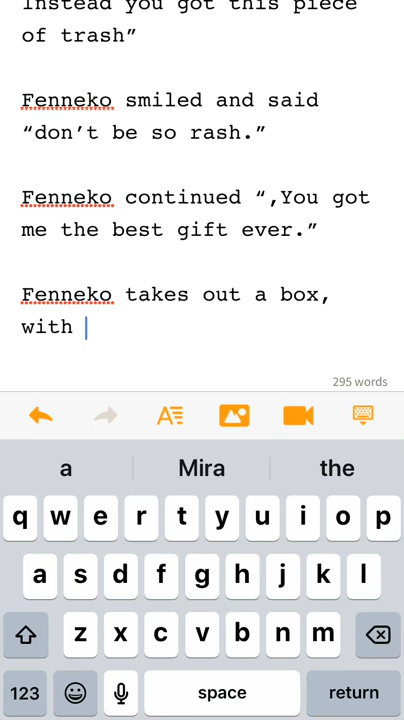 Instead you got this piece
of trash”
Fenneko smiled and said
“don’t be so rash.”
Fenneko continued “,You got
me the best gift ever.”
Fenneko takes out a box,
with
295 words
a Mira the
q w e r t y u i o p
a s d f g h j k l
z x c v b n m
123 space return